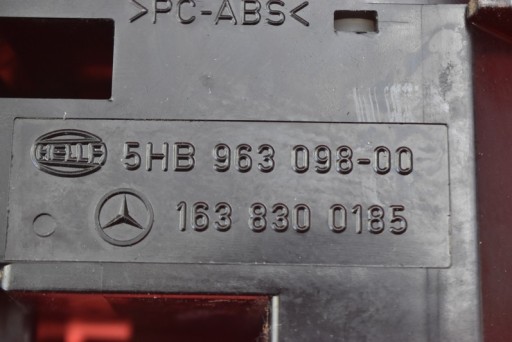 >PC-ABS<
HELLA 5HB 963 098-00
163 830 0185